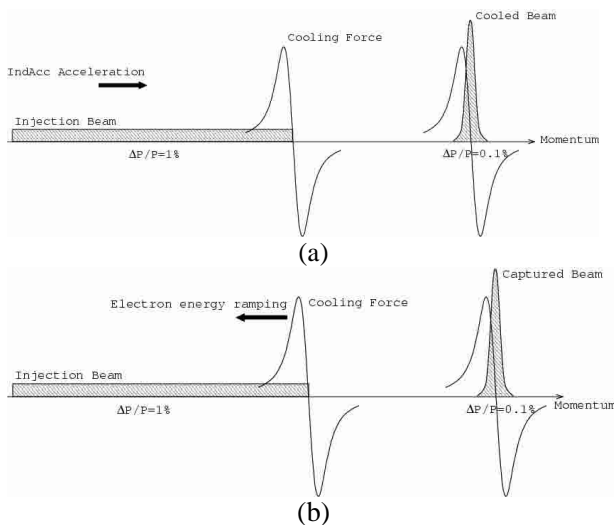 Cooled Beam
Cooling Force
IndAcc Acceleration
Injection Beam
Momentum
ΔP/P=1%
ΔP/P=0.1%
(a)
Captured Beam
Electron energy ramping
Cooling Force
Injection Beam
ΔP/P=1%
ΔP/P=0.1%
Momentum
(b)